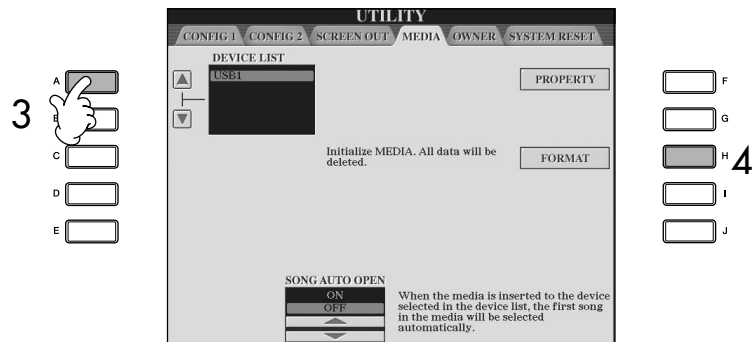 UTILITY
CONFIG 1 CONFIG 2 SCREEN OUT MEDIA OWNER SYSTEM RESET
DEVICE LIST
USB1
PROPERTY
Initialize MEDIA. All data will be
deleted.
FORMAT
SONG AUTO OPEN
ON
OFF
When the media is inserted to the device
selected in the device list, the first song
in the media will be selected
automatically.
3
A
B
C
D
E
F
G
H
I
J
4